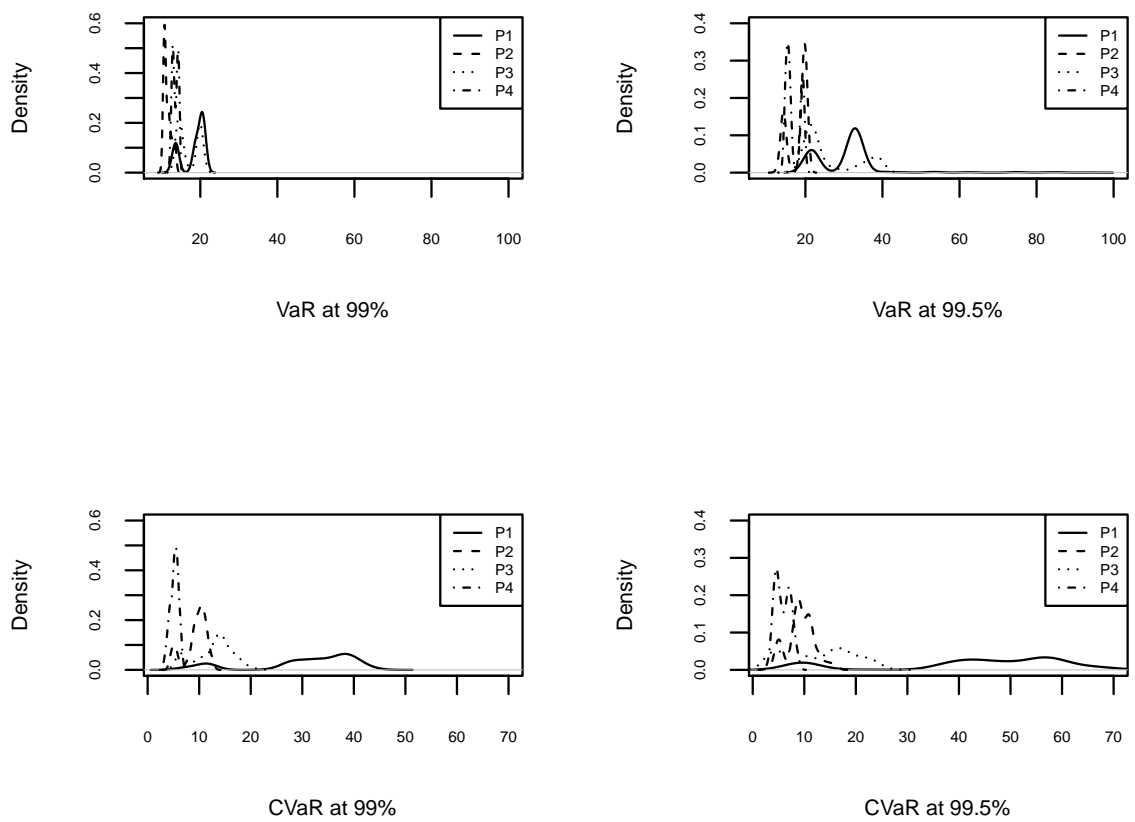 Density
0.0 0.2 0.4 0.6
P1
P2
P3
P4
20 40 60 80 100
VaR at 99%
Density
0.0 0.1 0.2 0.3 0.4
P1
P2
P3
P4
20 40 60 80 100
VaR at 99.5%
Density
0.0 0.2 0.4 0.6
P1
P2
P3
P4
0 10 20 30 40 50 60 70
CVaR at 99%
Density
0.0 0.1 0.2 0.3 0.4
P1
P2
P3
P4
0 10 20 30 40 50 60 70
CVaR at 99.5%